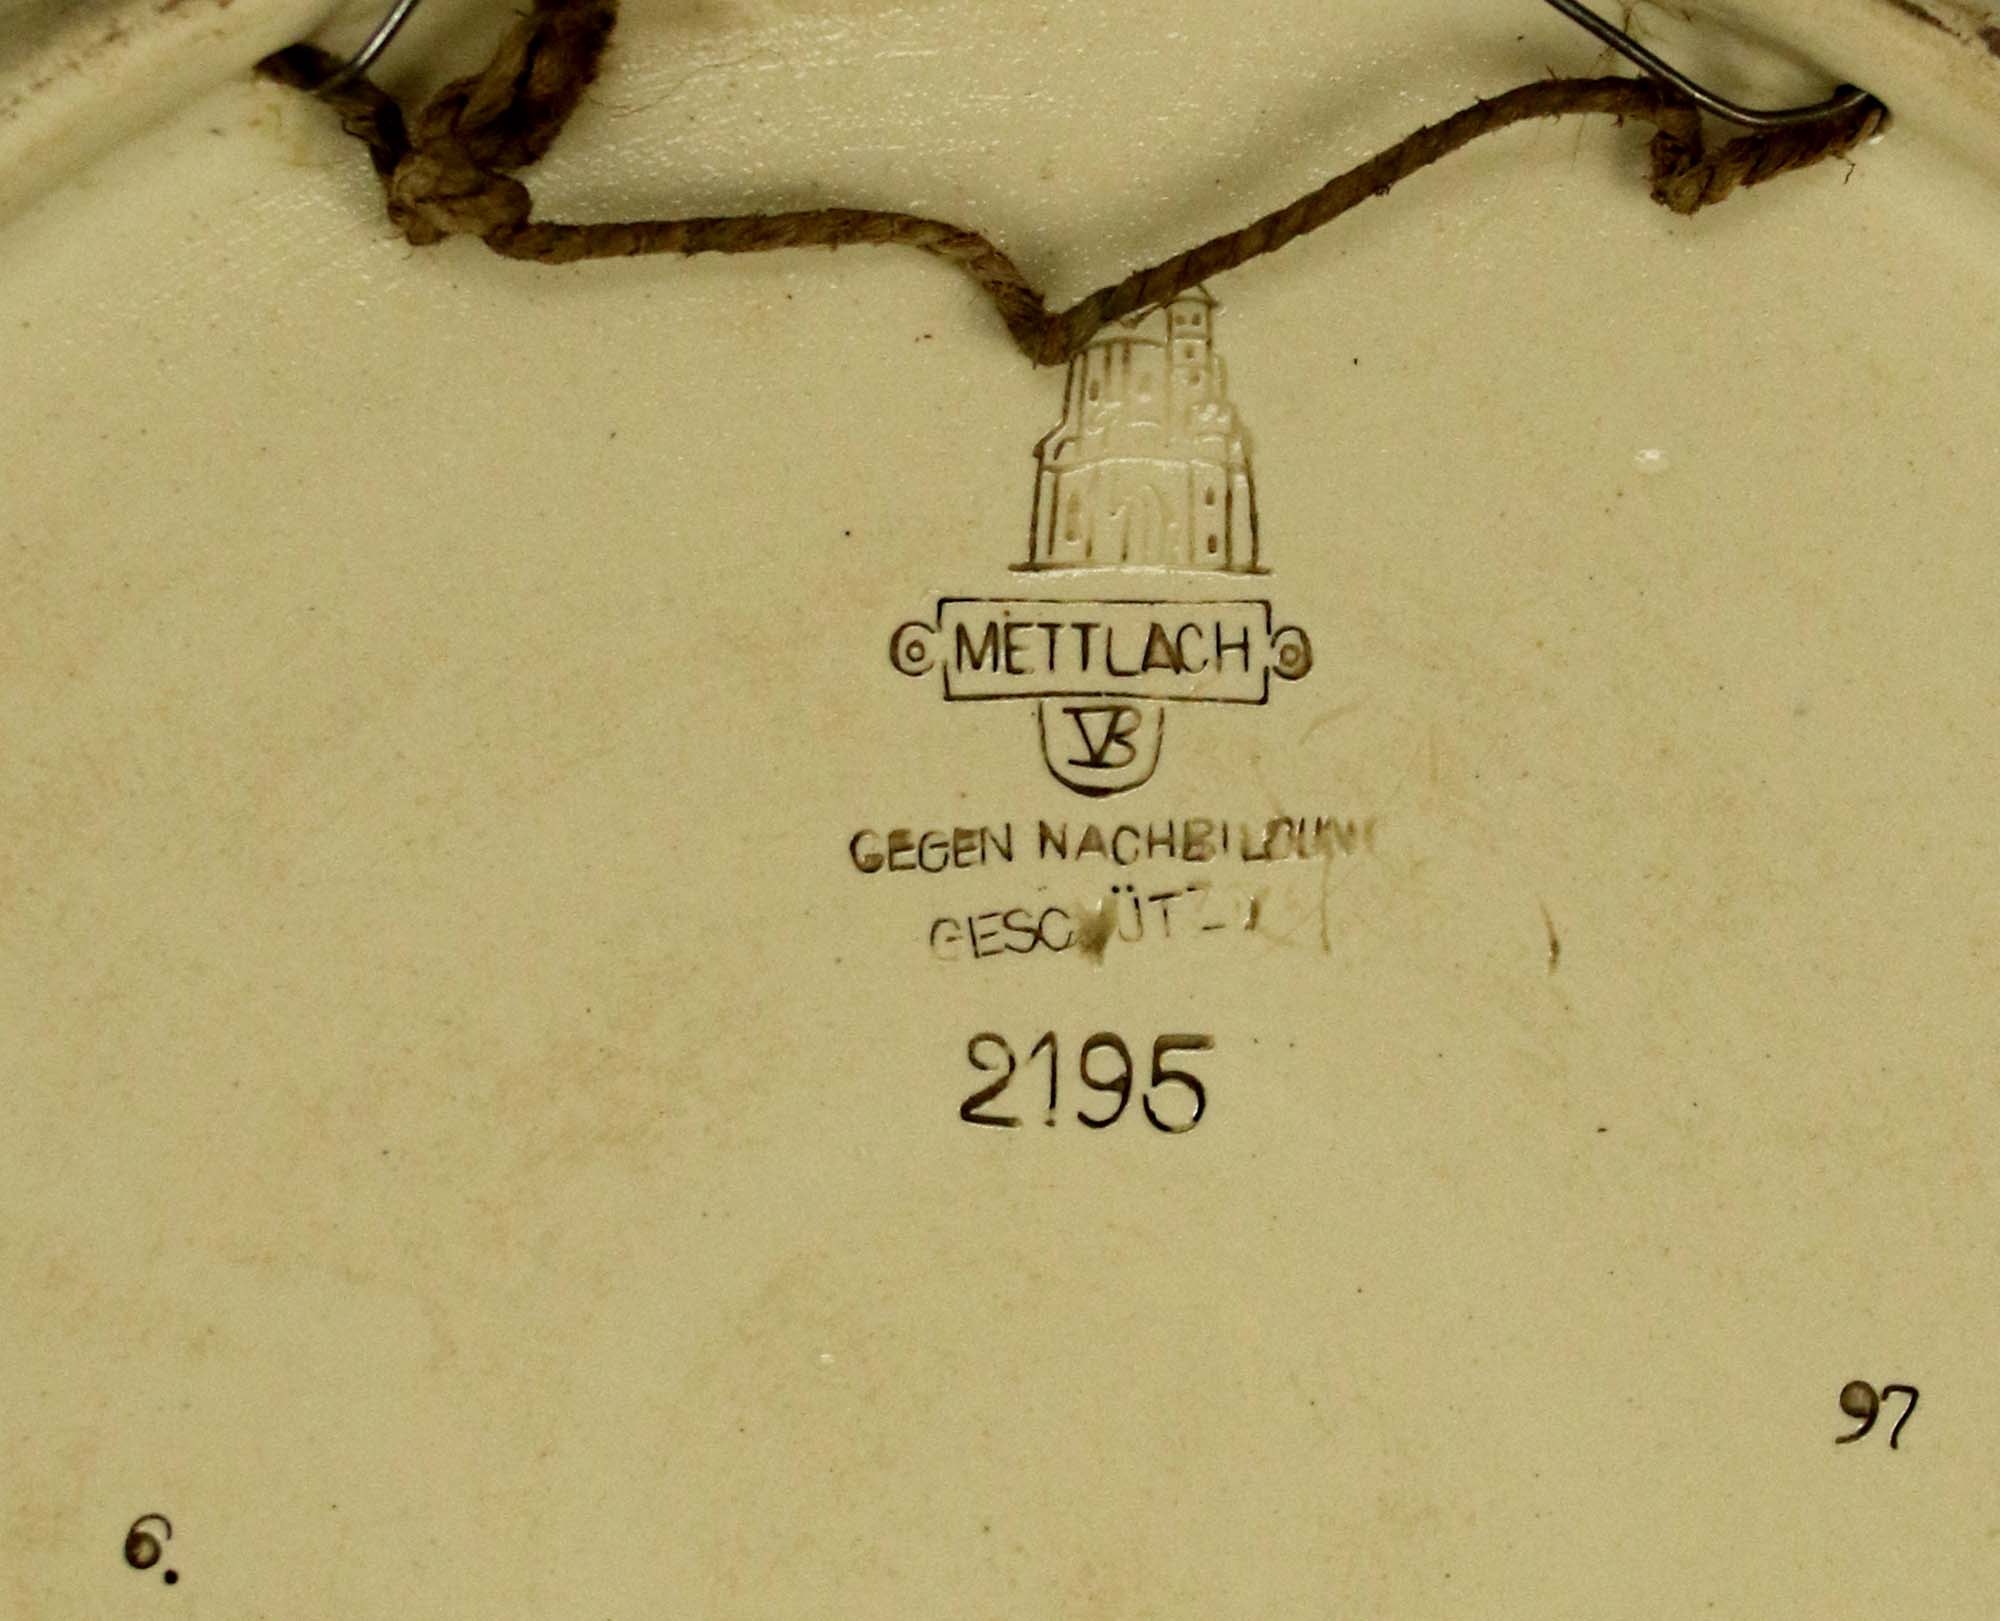 METTLACH
VB
GEGEN NACHBILDUNG
GESCHÜTZT
2195
97
6.